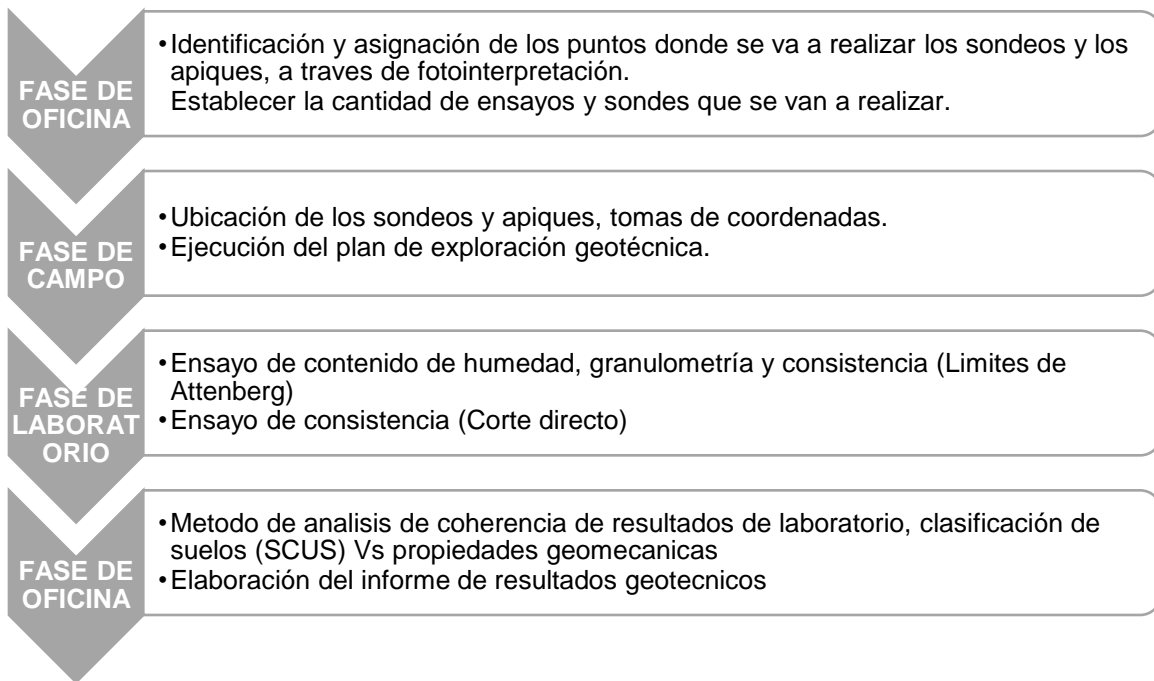 FASE DE
OFICINA
•Identificación y asignación de los puntos donde se va a realizar los sondeos y los
apiques, a traves de fotointerpretación.
Establecer la cantidad de ensayos y sondes que se van a realizar.
FASE DE
CAMPO
•Ubicación de los sondeos y apiques, tomas de coordenadas.
•Ejecución del plan de exploración geotécnica.
FASE DE
LABORAT
ORIO
•Ensayo de contenido de humedad, granulometría y consistencia (Limites de
Attenberg)
•Ensayo de consistencia (Corte directo)
FASE DE
OFICINA
•Metodo de analisis de coherencia de resultados de laboratorio, clasificación de
suelos (SCUS) Vs propiedades geomecanicas
•Elaboración del informe de resultados geotecnicos